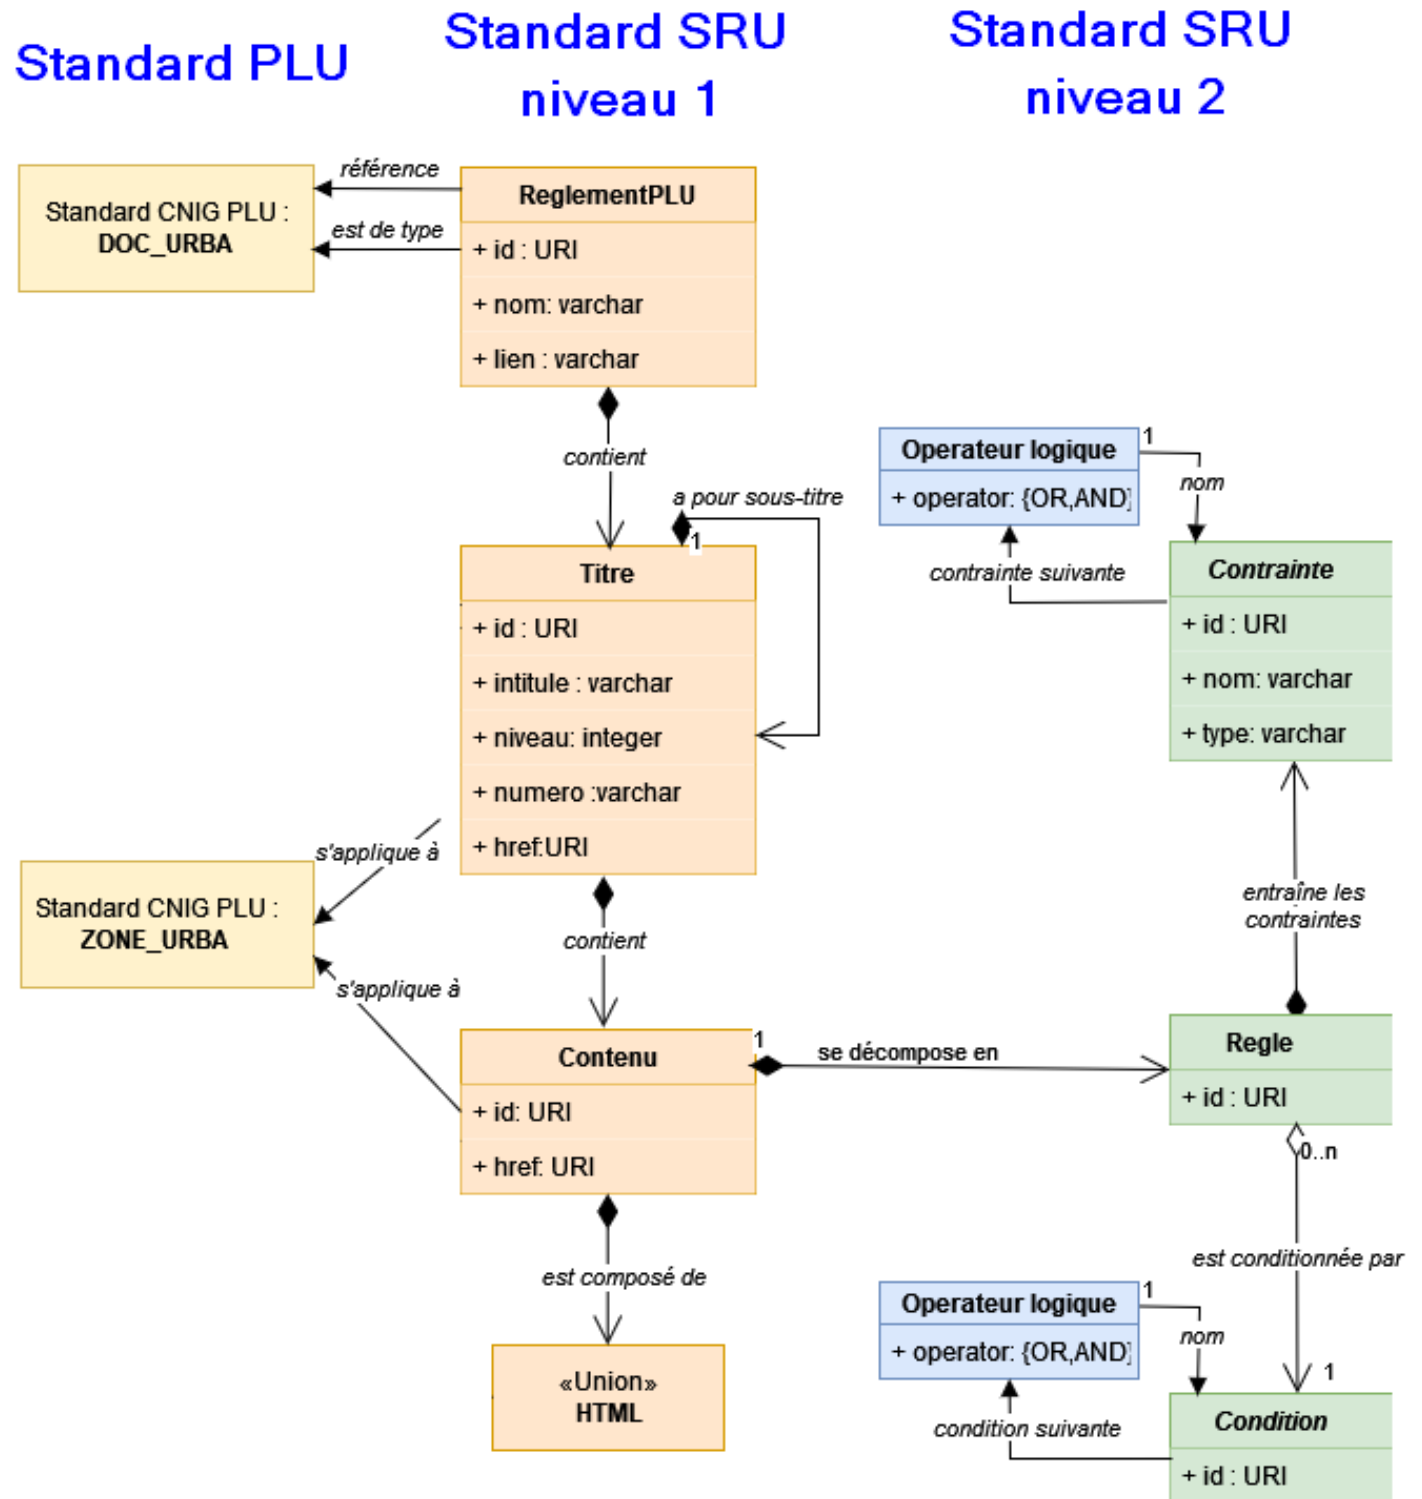 Standard PLU
Standard SRU
niveau 1
Standard SRU
niveau 2
Standard CNIG PLU :
DOC_URBA
référence
est de type
ReglementPLU
+ id : URI
+ nom: varchar
+ lien : varchar
contient
a pour sous-titre
1
Titre
+ id : URI
+ intitule : varchar
+ niveau: integer
+ numero :varchar
+ href:URI
s'applique à
Standard CNIG PLU :
ZONE_URBA
s'applique à
contient
Contenu
+ id: URI
+ href: URI
1
se décompose en
est composé de
«Union»
HTML
Operateur logique
+ operator: {OR,AND}
1
nom
contrainte suivante
Contrainte
+ id : URI
+ nom: varchar
+ type: varchar
entraîne les
contraintes
Regle
+ id : URI
0..n
est conditionnée par
1
Operateur logique
+ operator: {OR,AND}
1
nom
condition suivante
Condition
+ id : URI